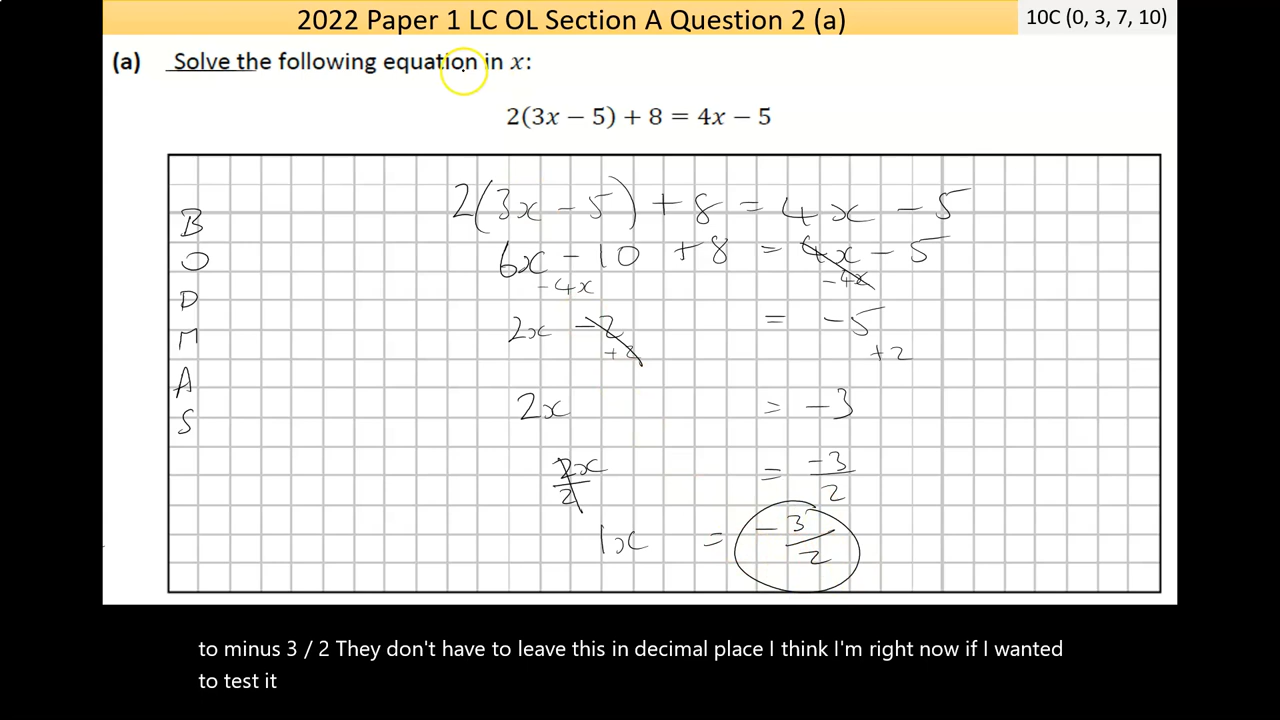 2022 Paper 1 LC OL Section A Question 2 (a)
10C (0, 3, 7, 10)
(a) Solve the following equation in x:
2(3x − 5) + 8 = 4x − 5
2(3x − 5) + 8 = 4x − 5
6x − 10 + 8 = 4x − 5
−4x −4x
2x − 2 = −5
+2 +2
2x = −3
2x/2 = −3/2
1x = −3/2
B
O
D
M
A
S
to minus 3 / 2 They don't have to leave this in decimal place I think I'm right now if I wanted
to test it